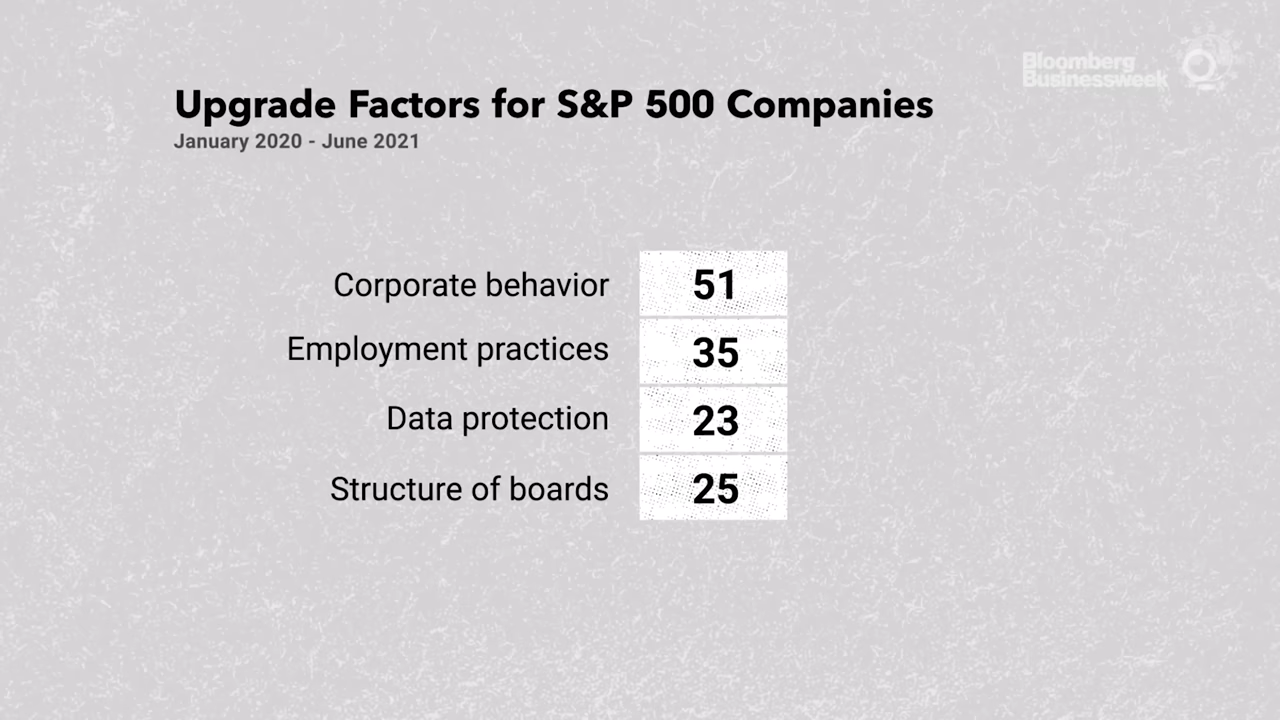 Bloomberg
Businessweek
Upgrade Factors for S&P 500 Companies
January 2020 - June 2021
Corporate behavior 51
Employment practices 35
Data protection 23
Structure of boards 25